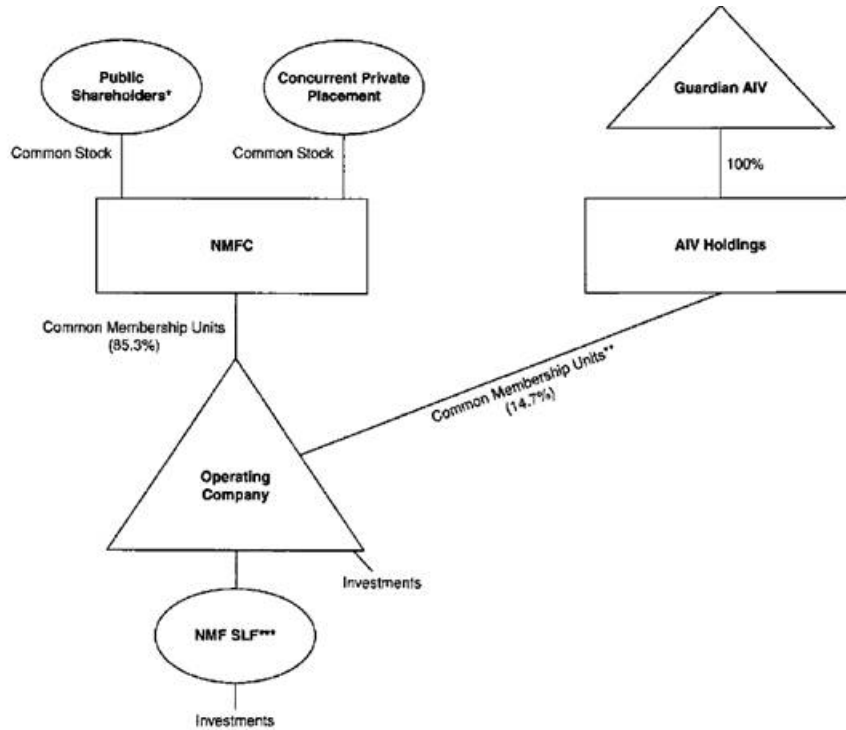 Public
Shareholders*
Concurrent Private
Placement
Guardian AIV
Common Stock
Common Stock
100%
NMFC
AIV Holdings
Common Membership Units
(85.3%)
Common Membership Units**
(14.7%)
Operating
Company
Investments
NMF SLF***
Investments